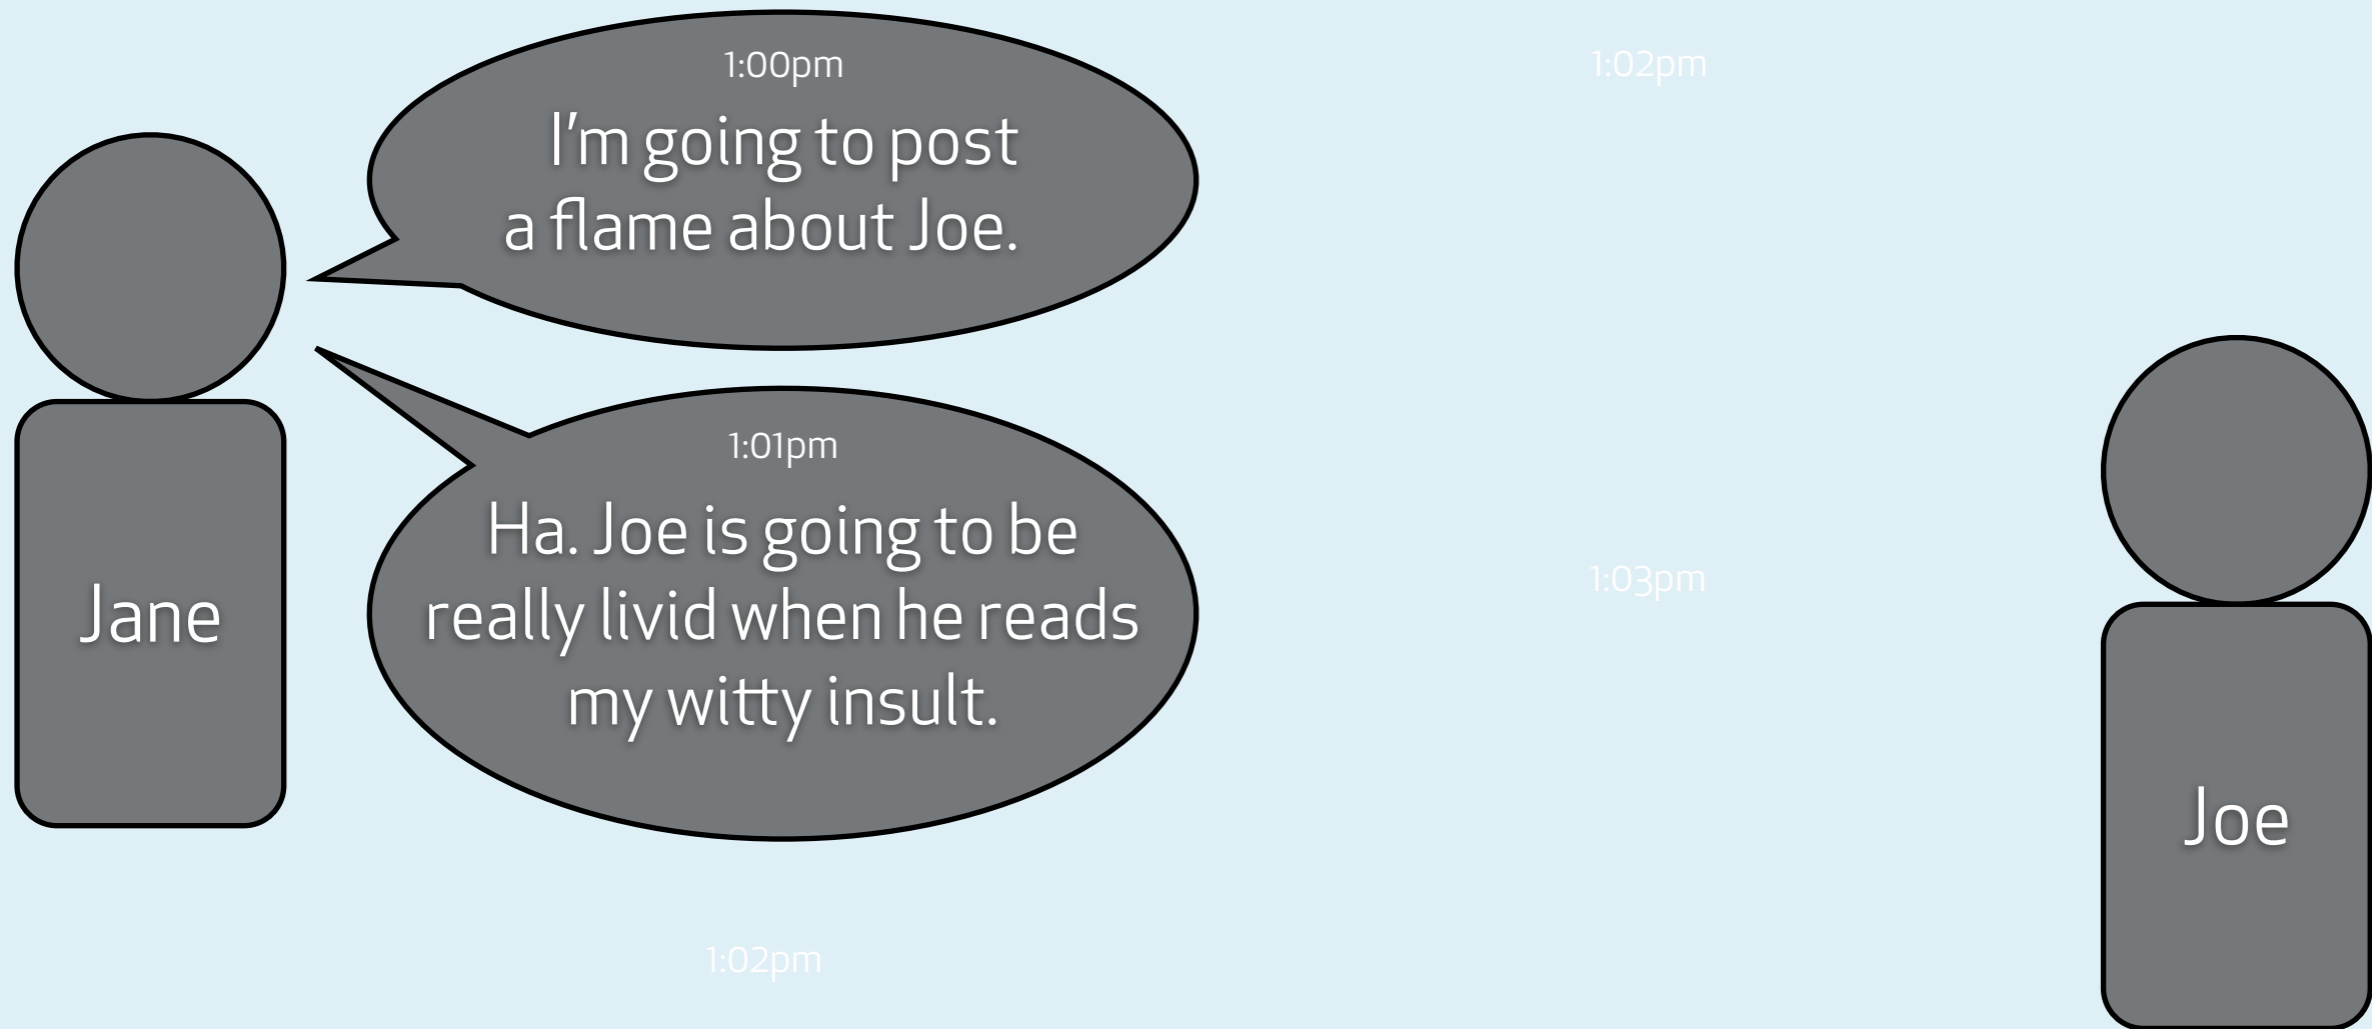 1:00pm
I'm going to post
a flame about Joe.
1:01pm
Ha. Joe is going to be
really livid when he reads
my witty insult.
Jane
1:02pm
1:02pm
1:03pm
Joe